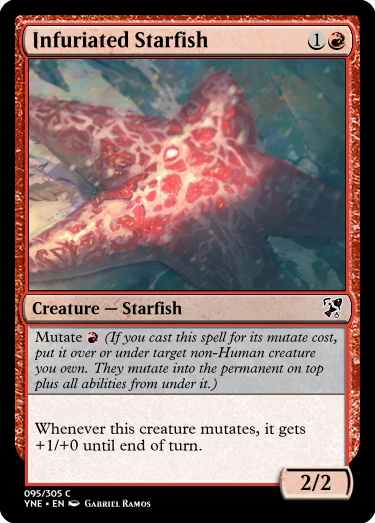 Infuriated Starfish 1
Creature — Starfish
Mutate (If you cast this spell for its mutate cost,
put it over or under target non-Human creature
you own. They mutate into the permanent on top
plus all abilities from under it.)
Whenever this creature mutates, it gets
+1/+0 until end of turn.
2/2
095/305 C
YNE • EN Gabriel Ramos